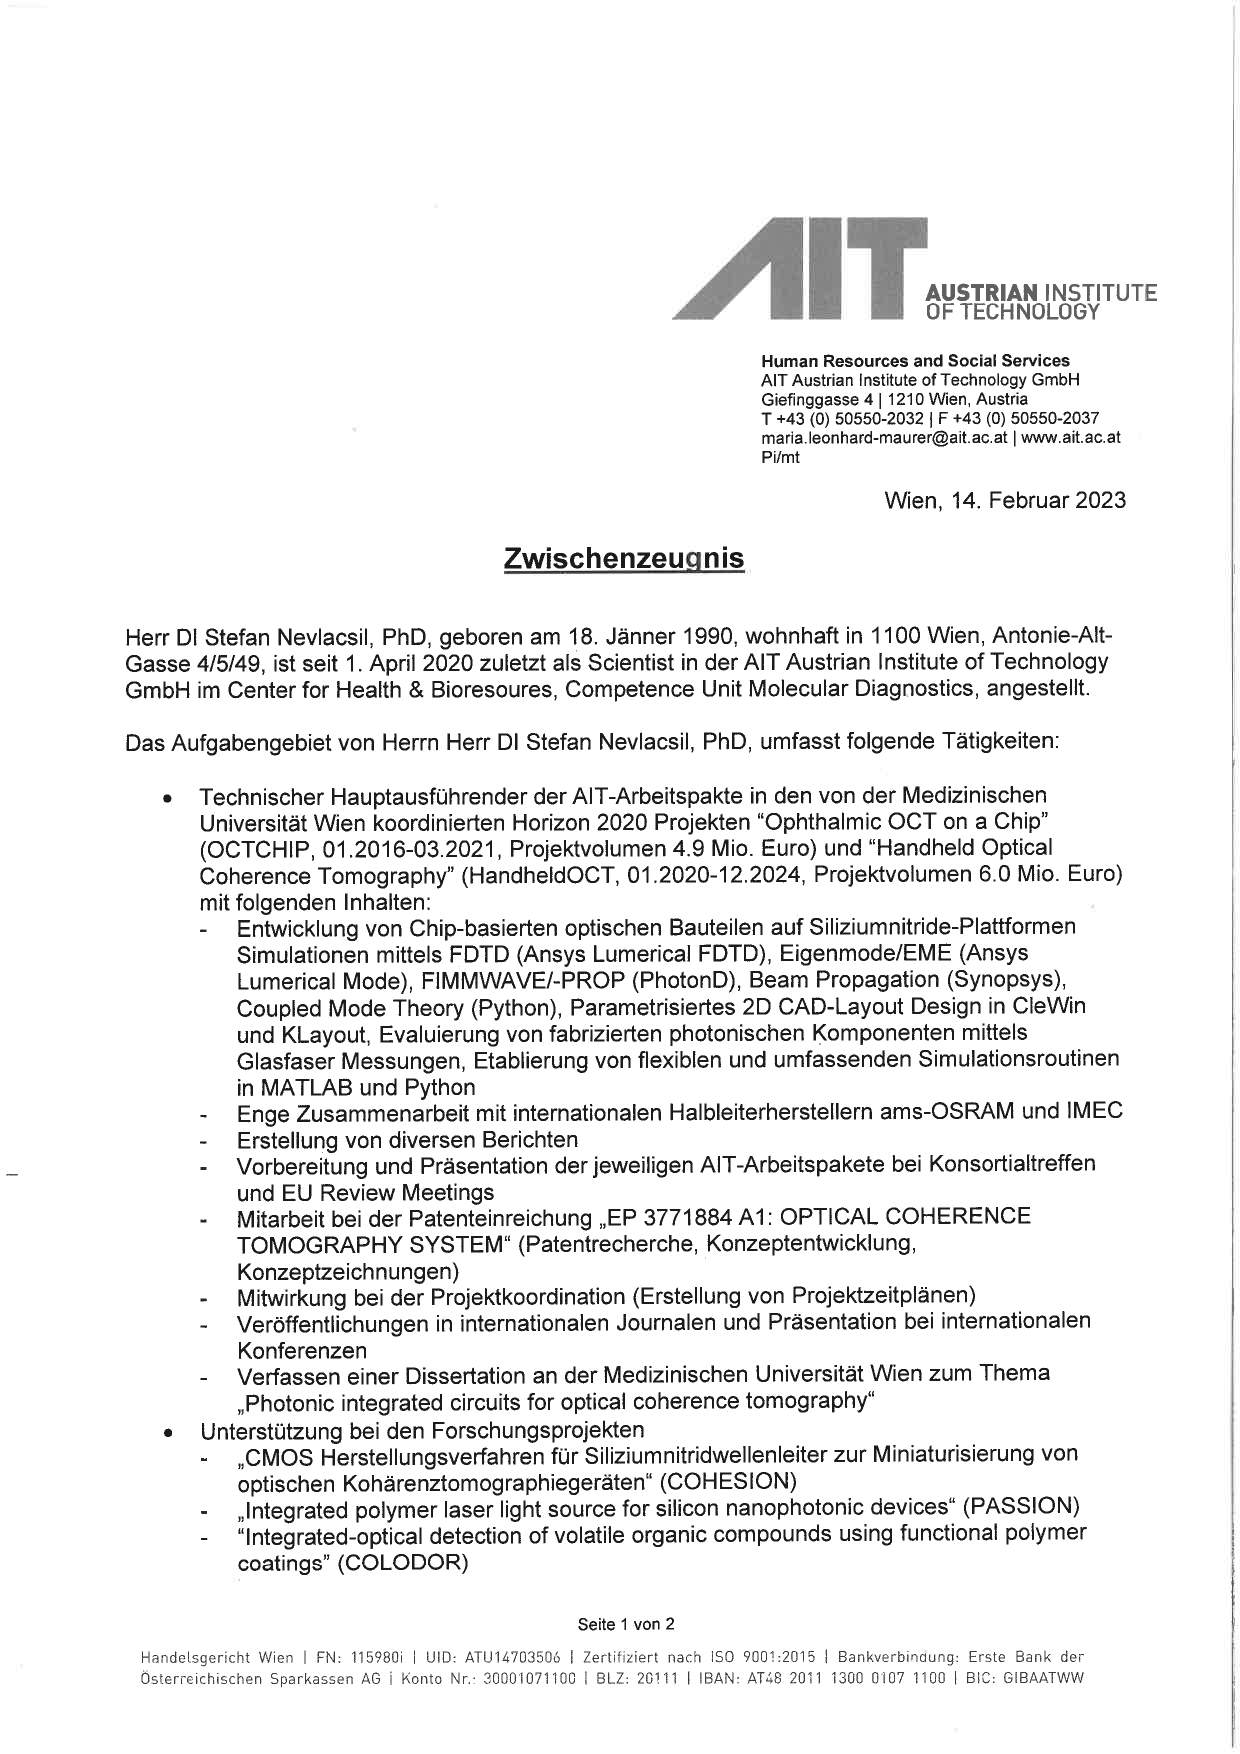 AIT
AUSTRIAN INSTITUTE
OF TECHNOLOGY
Human Resources and Social Services
AIT Austrian Institute of Technology GmbH
Giefinggasse 4 | 1210 Wien, Austria
T +43 (0) 50550-2032 | F +43 (0) 50550-2037
maria.leonhard-maurer@ait.ac.at | www.ait.ac.at
Pi/mt
Wien, 14. Februar 2023
Zwischenzeugnis
Herr DI Stefan Nevlacsil, PhD, geboren am 18. Jänner 1990, wohnhaft in 1100 Wien, Antonie-Alt-
Gasse 4/5/49, ist seit 1. April 2020 zuletzt als Scientist in der AIT Austrian Institute of Technology
GmbH im Center for Health & Bioresoures, Competence Unit Molecular Diagnostics, angestellt.
Das Aufgabengebiet von Herrn Herr DI Stefan Nevlacsil, PhD, umfasst folgende Tätigkeiten:
• Technischer Hauptausführender der AIT-Arbeitspakte in den von der Medizinischen
Universität Wien koordinierten Horizon 2020 Projekten “Ophthalmic OCT on a Chip”
(OCTCHIP, 01.2016-03.2021, Projektvolumen 4.9 Mio. Euro) und “Handheld Optical
Coherence Tomography” (HandheldOCT, 01.2020-12.2024, Projektvolumen 6.0 Mio. Euro)
mit folgenden Inhalten:
- Entwicklung von Chip-basierten optischen Bauteilen auf Siliziumnitride-Plattformen
Simulationen mittels FDTD (Ansys Lumerical FDTD), Eigenmode/EME (Ansys
Lumerical Mode), FIMMWAVE/-PROP (PhotonD), Beam Propagation (Synopsys),
Coupled Mode Theory (Python), Parametrisiertes 2D CAD-Layout Design in CleWin
und KLayout, Evaluierung von fabrizierten photonischen Komponenten mittels
Glasfaser Messungen, Etablierung von flexiblen und umfassenden Simulationsroutinen
in MATLAB und Python
- Enge Zusammenarbeit mit internationalen Halbleiterherstellern ams-OSRAM und IMEC
- Erstellung von diversen Berichten
- Vorbereitung und Präsentation der jeweiligen AIT-Arbeitspakete bei Konsortialtreffen
und EU Review Meetings
- Mitarbeit bei der Patenteinreichung „EP 3771884 A1: OPTICAL COHERENCE
TOMOGRAPHY SYSTEM“ (Patentrecherche, Konzeptentwicklung,
Konzeptzeichnungen)
- Mitwirkung bei der Projektkoordination (Erstellung von Projektzeitplänen)
- Veröffentlichungen in internationalen Journalen und Präsentation bei internationalen
Konferenzen
- Verfassen einer Dissertation an der Medizinischen Universität Wien zum Thema
„Photonic integrated circuits for optical coherence tomography“
• Unterstützung bei den Forschungsprojekten
- „CMOS Herstellungsverfahren für Siliziumnitridwellenleiter zur Miniaturisierung von
optischen Kohärenztomographiegeräten“ (COHESION)
- „Integrated polymer laser light source for silicon nanophotonic devices“ (PASSION)
- “Integrated-optical detection of volatile organic compounds using functional polymer
coatings” (COLODOR)
Seite 1 von 2
Handelsgericht Wien | FN: 115980i | UID: ATU14703506 | Zertifiziert nach ISO 9001:2015 | Bankverbindung: Erste Bank der
Österreichischen Sparkassen AG | Konto Nr.: 30001071100 | BLZ: 20111 | IBAN: AT48 2011 1300 0107 1100 | BIC: GIBAATWW